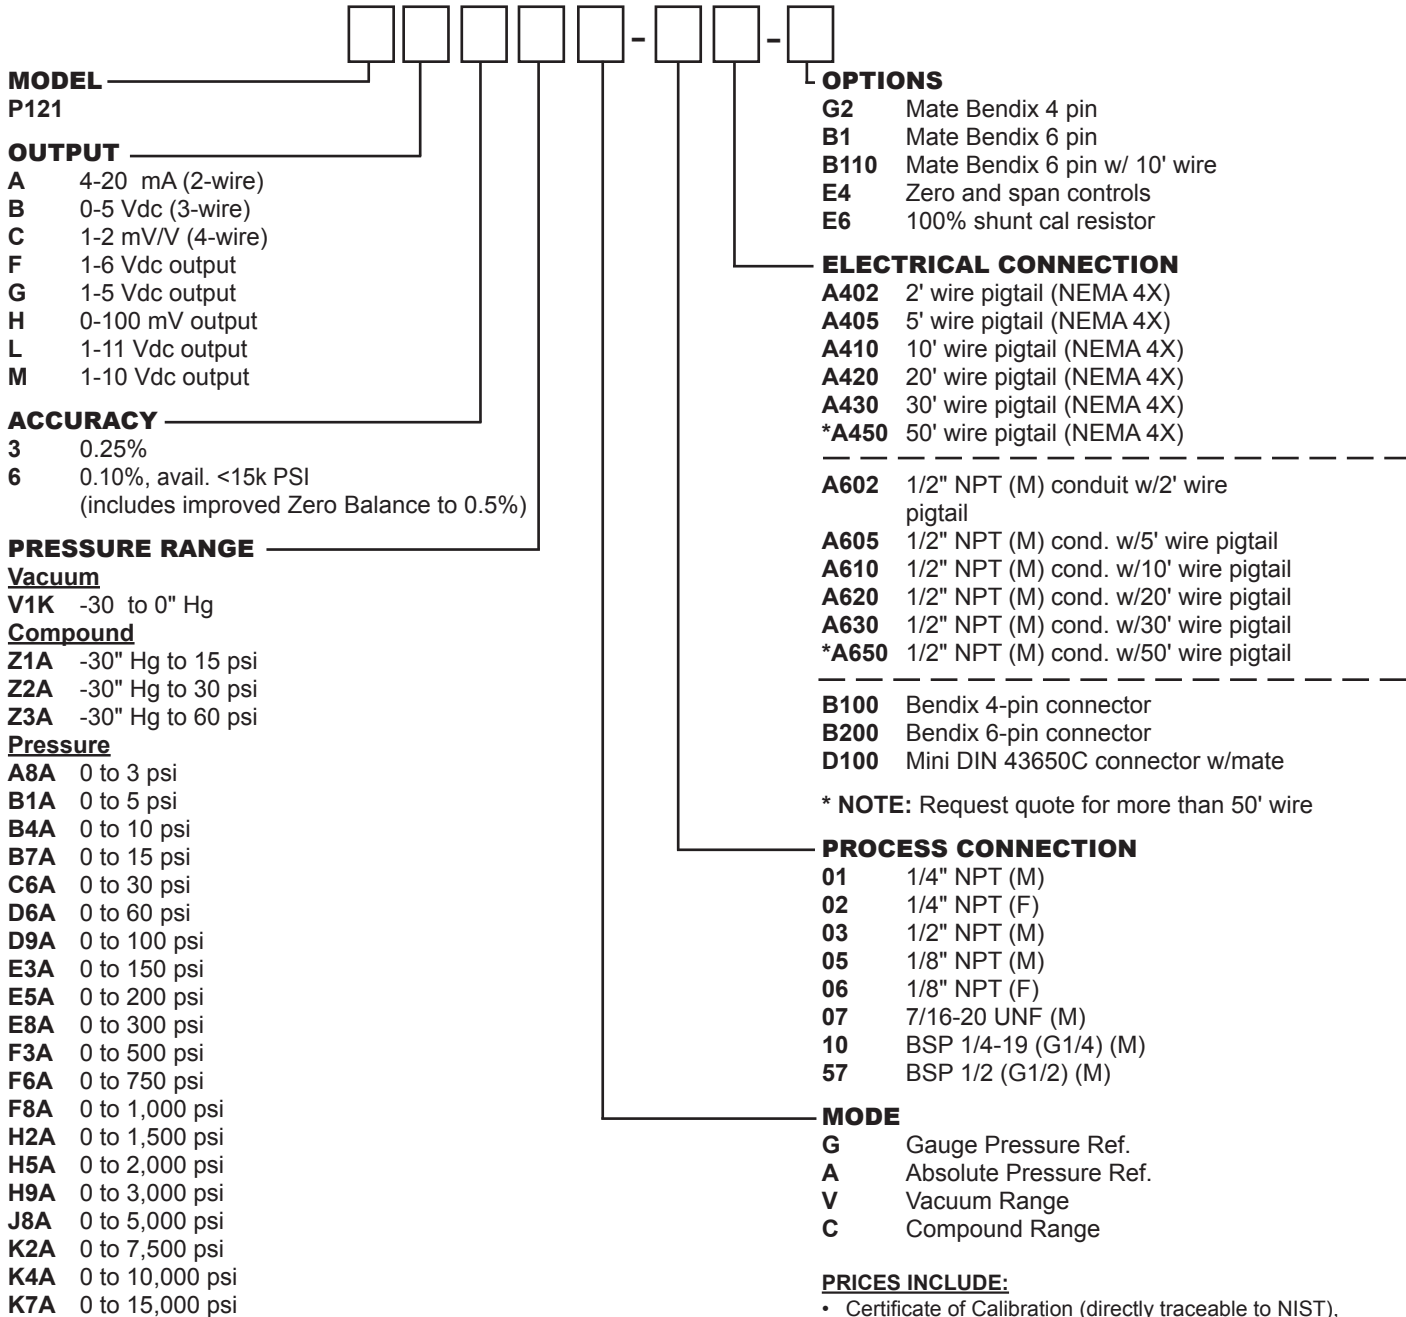 - -
MODEL
P121
OUTPUT
A 4-20 mA (2-wire)
B 0-5 Vdc (3-wire)
C 1-2 mV/V (4-wire)
F 1-6 Vdc output
G 1-5 Vdc output
H 0-100 mV output
L 1-11 Vdc output
M 1-10 Vdc output
ACCURACY
3 0.25%
6 0.10%, avail. <15k PSI
(includes improved Zero Balance to 0.5%)
PRESSURE RANGE
Vacuum
V1K -30 to 0" Hg
Compound
Z1A -30" Hg to 15 psi
Z2A -30" Hg to 30 psi
Z3A -30" Hg to 60 psi
Pressure
A8A 0 to 3 psi
B1A 0 to 5 psi
B4A 0 to 10 psi
B7A 0 to 15 psi
C6A 0 to 30 psi
D6A 0 to 60 psi
D9A 0 to 100 psi
E3A 0 to 150 psi
E5A 0 to 200 psi
E8A 0 to 300 psi
F3A 0 to 500 psi
F6A 0 to 750 psi
F8A 0 to 1,000 psi
H2A 0 to 1,500 psi
H5A 0 to 2,000 psi
H9A 0 to 3,000 psi
J8A 0 to 5,000 psi
K2A 0 to 7,500 psi
K4A 0 to 10,000 psi
K7A 0 to 15,000 psi
OPTIONS
G2 Mate Bendix 4 pin
B1 Mate Bendix 6 pin
B110 Mate Bendix 6 pin w/ 10' wire
E4 Zero and span controls
E6 100% shunt cal resistor
ELECTRICAL CONNECTION
A402 2' wire pigtail (NEMA 4X)
A405 5' wire pigtail (NEMA 4X)
A410 10' wire pigtail (NEMA 4X)
A420 20' wire pigtail (NEMA 4X)
A430 30' wire pigtail (NEMA 4X)
*A450 50' wire pigtail (NEMA 4X)
A602 1/2" NPT (M) conduit w/2' wire
pigtail
A605 1/2" NPT (M) cond. w/5' wire pigtail
A610 1/2" NPT (M) cond. w/10' wire pigtail
A620 1/2" NPT (M) cond. w/20' wire pigtail
A630 1/2" NPT (M) cond. w/30' wire pigtail
*A650 1/2" NPT (M) cond. w/50' wire pigtail
B100 Bendix 4-pin connector
B200 Bendix 6-pin connector
D100 Mini DIN 43650C connector w/mate
* NOTE: Request quote for more than 50' wire
PROCESS CONNECTION
01 1/4" NPT (M)
02 1/4" NPT (F)
03 1/2" NPT (M)
05 1/8" NPT (M)
06 1/8" NPT (F)
07 7/16-20 UNF (M)
10 BSP 1/4-19 (G1/4) (M)
57 BSP 1/2 (G1/2) (M)
MODE
G Gauge Pressure Ref.
A Absolute Pressure Ref.
V Vacuum Range
C Compound Range
PRICES INCLUDE:
• Certificate of Calibration (directly traceable to NIST),